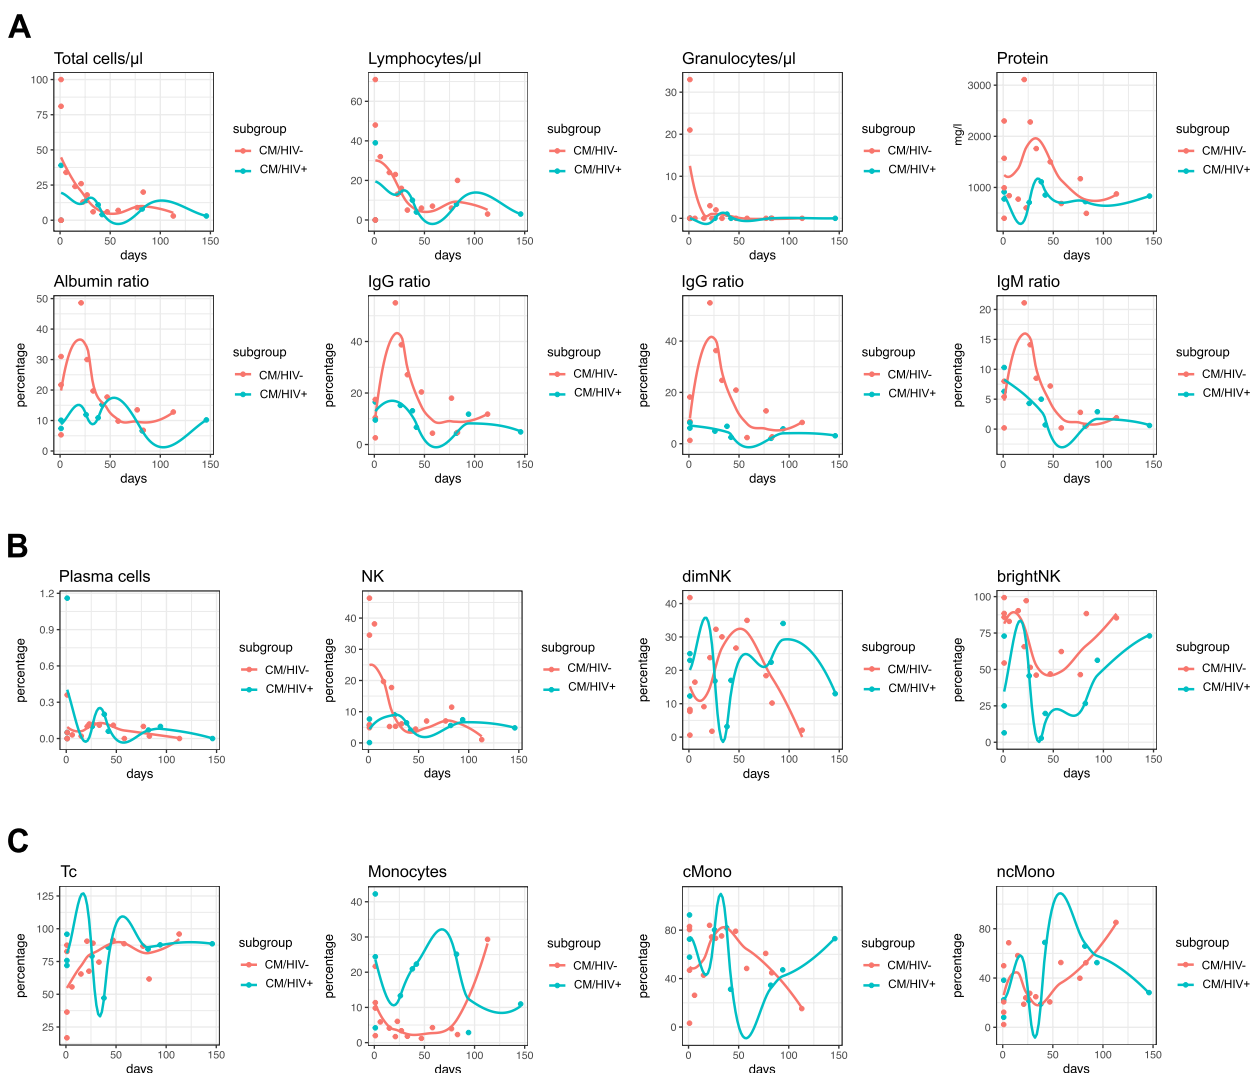 A
Total cells/µl
100
75
50
25
0
0
50
100
150
days
subgroup
CM/HIV-
CM/HIV+
Lymphocytes/µl
60
40
20
0
0
50
100
150
days
subgroup
CM/HIV-
CM/HIV+
Granulocytes/µl
30
20
10
0
0
50
100
150
days
subgroup
CM/HIV-
CM/HIV+
Protein
mg/l
3000
2000
1000
0
50
100
150
days
subgroup
CM/HIV-
CM/HIV+
Albumin ratio
percentage
50
40
30
20
10
0
0
50
100
150
days
subgroup
CM/HIV-
CM/HIV+
IgG ratio
percentage
40
20
0
0
50
100
150
days
subgroup
CM/HIV-
CM/HIV+
IgG ratio
percentage
40
20
0
0
50
100
150
days
subgroup
CM/HIV-
CM/HIV+
IgM ratio
percentage
20
15
10
5
0
0
50
100
150
days
subgroup
CM/HIV-
CM/HIV+
B
Plasma cells
percentage
1.2
0.9
0.6
0.3
0.0
0
50
100
150
days
subgroup
CM/HIV-
CM/HIV+
NK
percentage
40
30
20
10
0
0
50
100
150
days
subgroup
CM/HIV-
CM/HIV+
dimNK
percentage
40
30
20
10
0
0
50
100
150
days
subgroup
CM/HIV-
CM/HIV+
brightNK
percentage
100
75
50
25
0
0
50
100
150
days
subgroup
CM/HIV-
CM/HIV+
C
Tc
percentage
125
100
75
50
25
0
50
100
150
days
subgroup
CM/HIV-
CM/HIV+
Monocytes
percentage
40
30
20
10
0
0
50
100
150
days
subgroup
CM/HIV-
CM/HIV+
cMono
percentage
80
40
0
0
50
100
150
days
subgroup
CM/HIV-
CM/HIV+
ncMono
percentage
80
40
0
0
50
100
150
days
subgroup
CM/HIV-
CM/HIV+